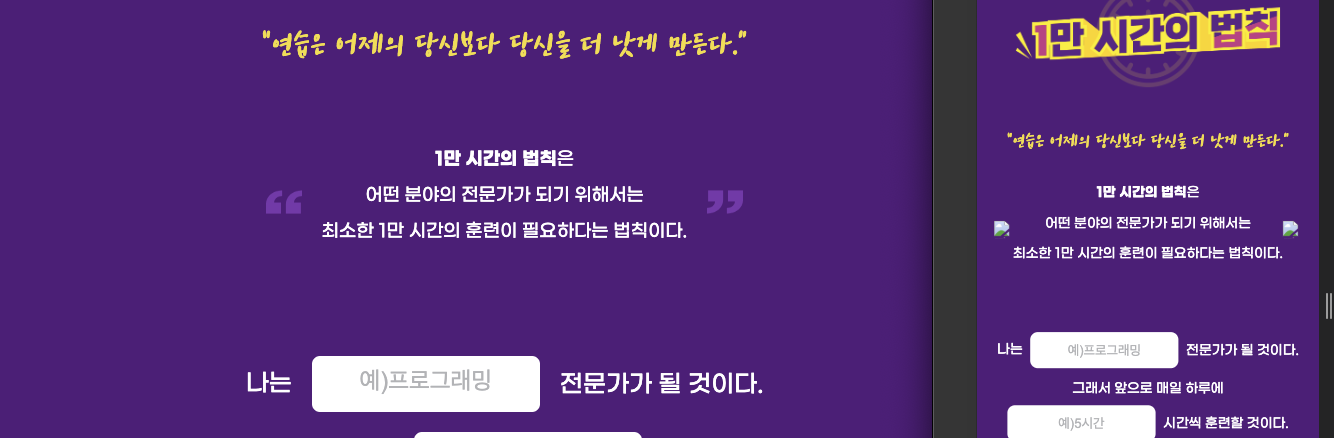 "연습은 어제의 당신보다 당신을 더 낫게 만든다."
1만 시간의 법칙은
어떤 분야의 전문가가 되기 위해서는
최소한 1만 시간의 훈련이 필요하다는 법칙이다.
나는 예)프로그래밍 전문가가 될 것이다.
1만 시간의 법칙
"연습은 어제의 당신보다 당신을 더 낫게 만든다."
1만 시간의 법칙은
어떤 분야의 전문가가 되기 위해서는
최소한 1만 시간의 훈련이 필요하다는 법칙이다.
나는 예)프로그래밍 전문가가 될 것이다.
그래서 앞으로 매일 하루에
예)5시간 시간씩 훈련할 것이다.